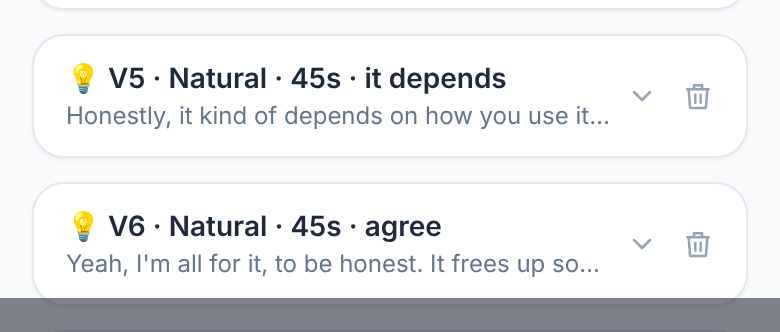 💡 V5 · Natural · 45s · it depends
Honestly, it kind of depends on how you use it...
💡 V6 · Natural · 45s · agree
Yeah, I'm all for it, to be honest. It frees up so...